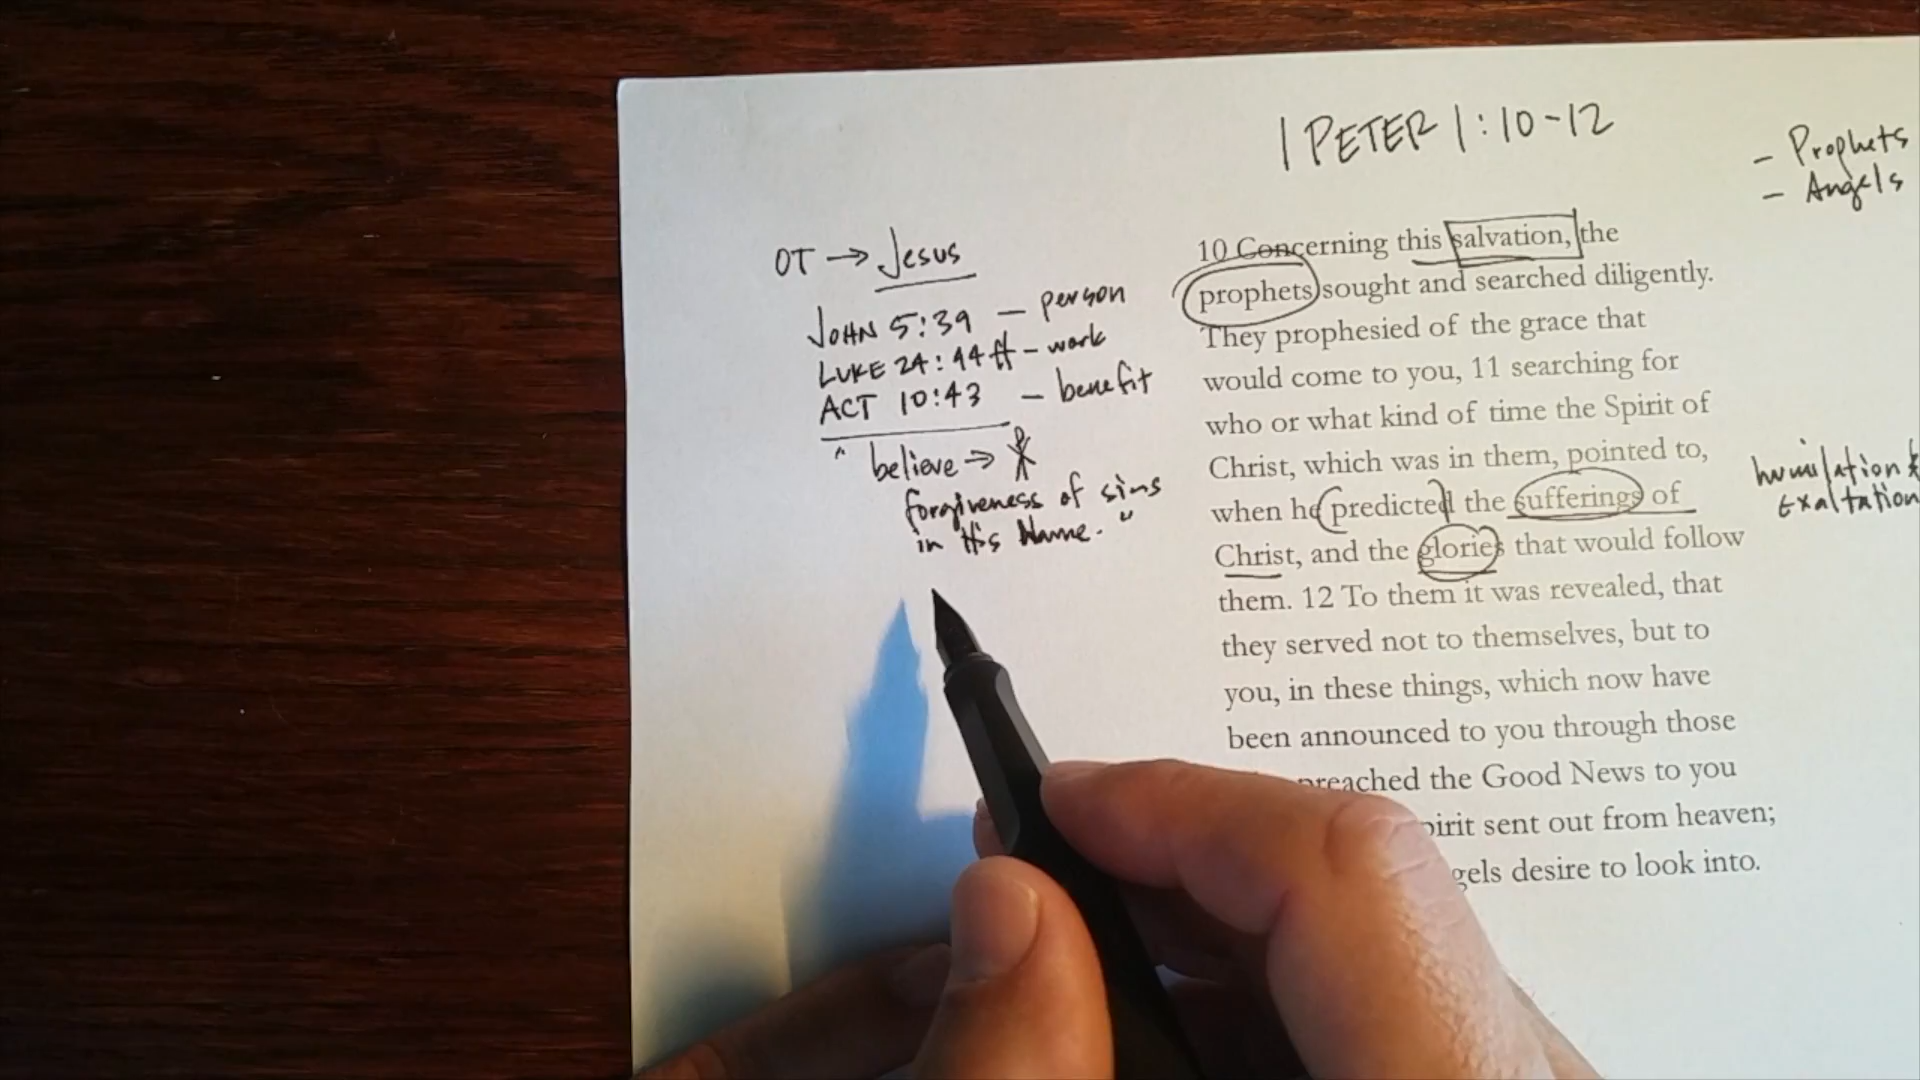 1 PETER 1:10-12
- Prophets
- Angels
OT → Jesus
JOHN 5:39 - person
LUKE 24:44ff - work
ACT 10:43 - benefit
" believe →
forgiveness of sins
in His Name."
10 Concerning this salvation, the
prophets sought and searched diligently.
They prophesied of the grace that
would come to you, 11 searching for
who or what kind of time the Spirit of
Christ, which was in them, pointed to,
when he predicted the sufferings of
Christ, and the glories that would follow
them. 12 To them it was revealed, that
they served not to themselves, but to
you, in these things, which now have
been announced to you through those
preached the Good News to you
pirit sent out from heaven;
gels desire to look into.
humilation &
Exaltation